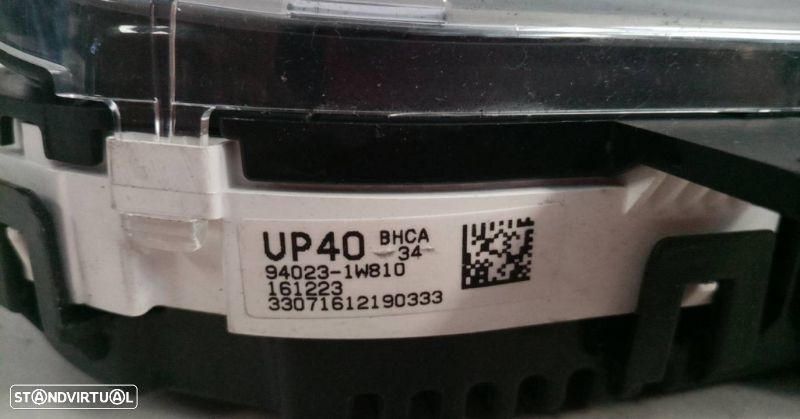 UP40 BHCA
34
94023-1W810
161223
33071612190333
STANDVIRTUAL